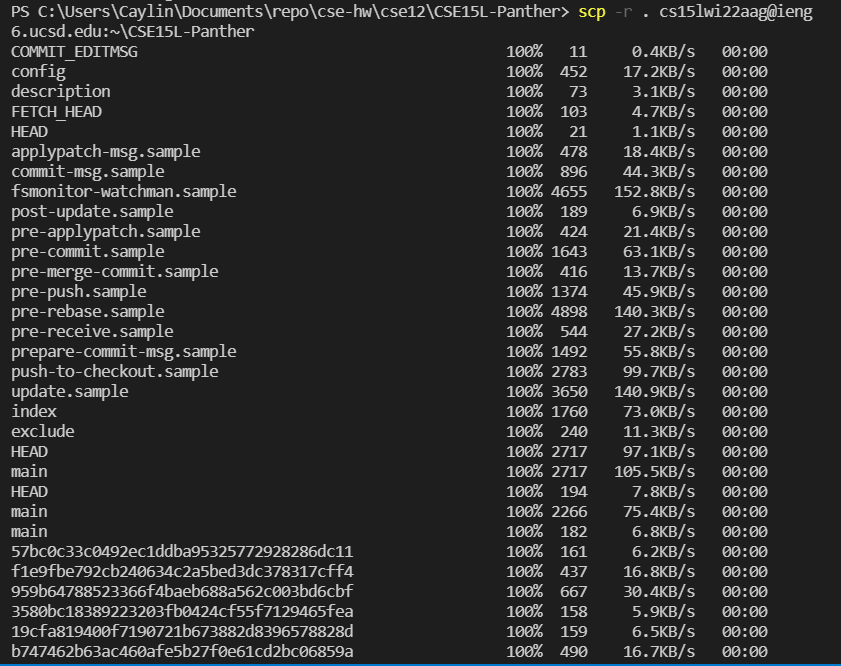 PS C:\Users\Caylin\Documents\repo\cse-hw\cse12\CSE15L-Panther> scp -r . cs15lwi22aag@ieng
6.ucsd.edu:~\CSE15L-Panther
COMMIT_EDITMSG 100% 11 0.4KB/s 00:00
config 100% 452 17.2KB/s 00:00
description 100% 73 3.1KB/s 00:00
FETCH_HEAD 100% 103 4.7KB/s 00:00
HEAD 100% 21 1.1KB/s 00:00
applypatch-msg.sample 100% 478 18.4KB/s 00:00
commit-msg.sample 100% 896 44.3KB/s 00:00
fsmonitor-watchman.sample 100% 4655 152.8KB/s 00:00
post-update.sample 100% 189 6.9KB/s 00:00
pre-applypatch.sample 100% 424 21.4KB/s 00:00
pre-commit.sample 100% 1643 63.1KB/s 00:00
pre-merge-commit.sample 100% 416 13.7KB/s 00:00
pre-push.sample 100% 1374 45.9KB/s 00:00
pre-rebase.sample 100% 4898 140.3KB/s 00:00
pre-receive.sample 100% 544 27.2KB/s 00:00
prepare-commit-msg.sample 100% 1492 55.8KB/s 00:00
push-to-checkout.sample 100% 2783 99.7KB/s 00:00
update.sample 100% 3650 140.9KB/s 00:00
index 100% 1760 73.0KB/s 00:00
exclude 100% 240 11.3KB/s 00:00
HEAD 100% 2717 97.1KB/s 00:00
main 100% 2717 105.5KB/s 00:00
HEAD 100% 194 7.8KB/s 00:00
main 100% 2266 75.4KB/s 00:00
main 100% 182 6.8KB/s 00:00
57bc0c33c0492ec1ddba95325772928286dc11 100% 161 6.2KB/s 00:00
f1e9fbe792cb240634c2a5bed3dc378317cff4 100% 437 16.8KB/s 00:00
959b64788523366f4baeb688a562c003bd6cbf 100% 667 30.4KB/s 00:00
3580bc18389223203fb0424cf55f7129465fea 100% 158 5.9KB/s 00:00
19cfa819400f7190721b673882d8396578828d 100% 159 6.5KB/s 00:00
b747462b63ac460afe5b27f0e61cd2bc06859a 100% 490 16.7KB/s 00:00